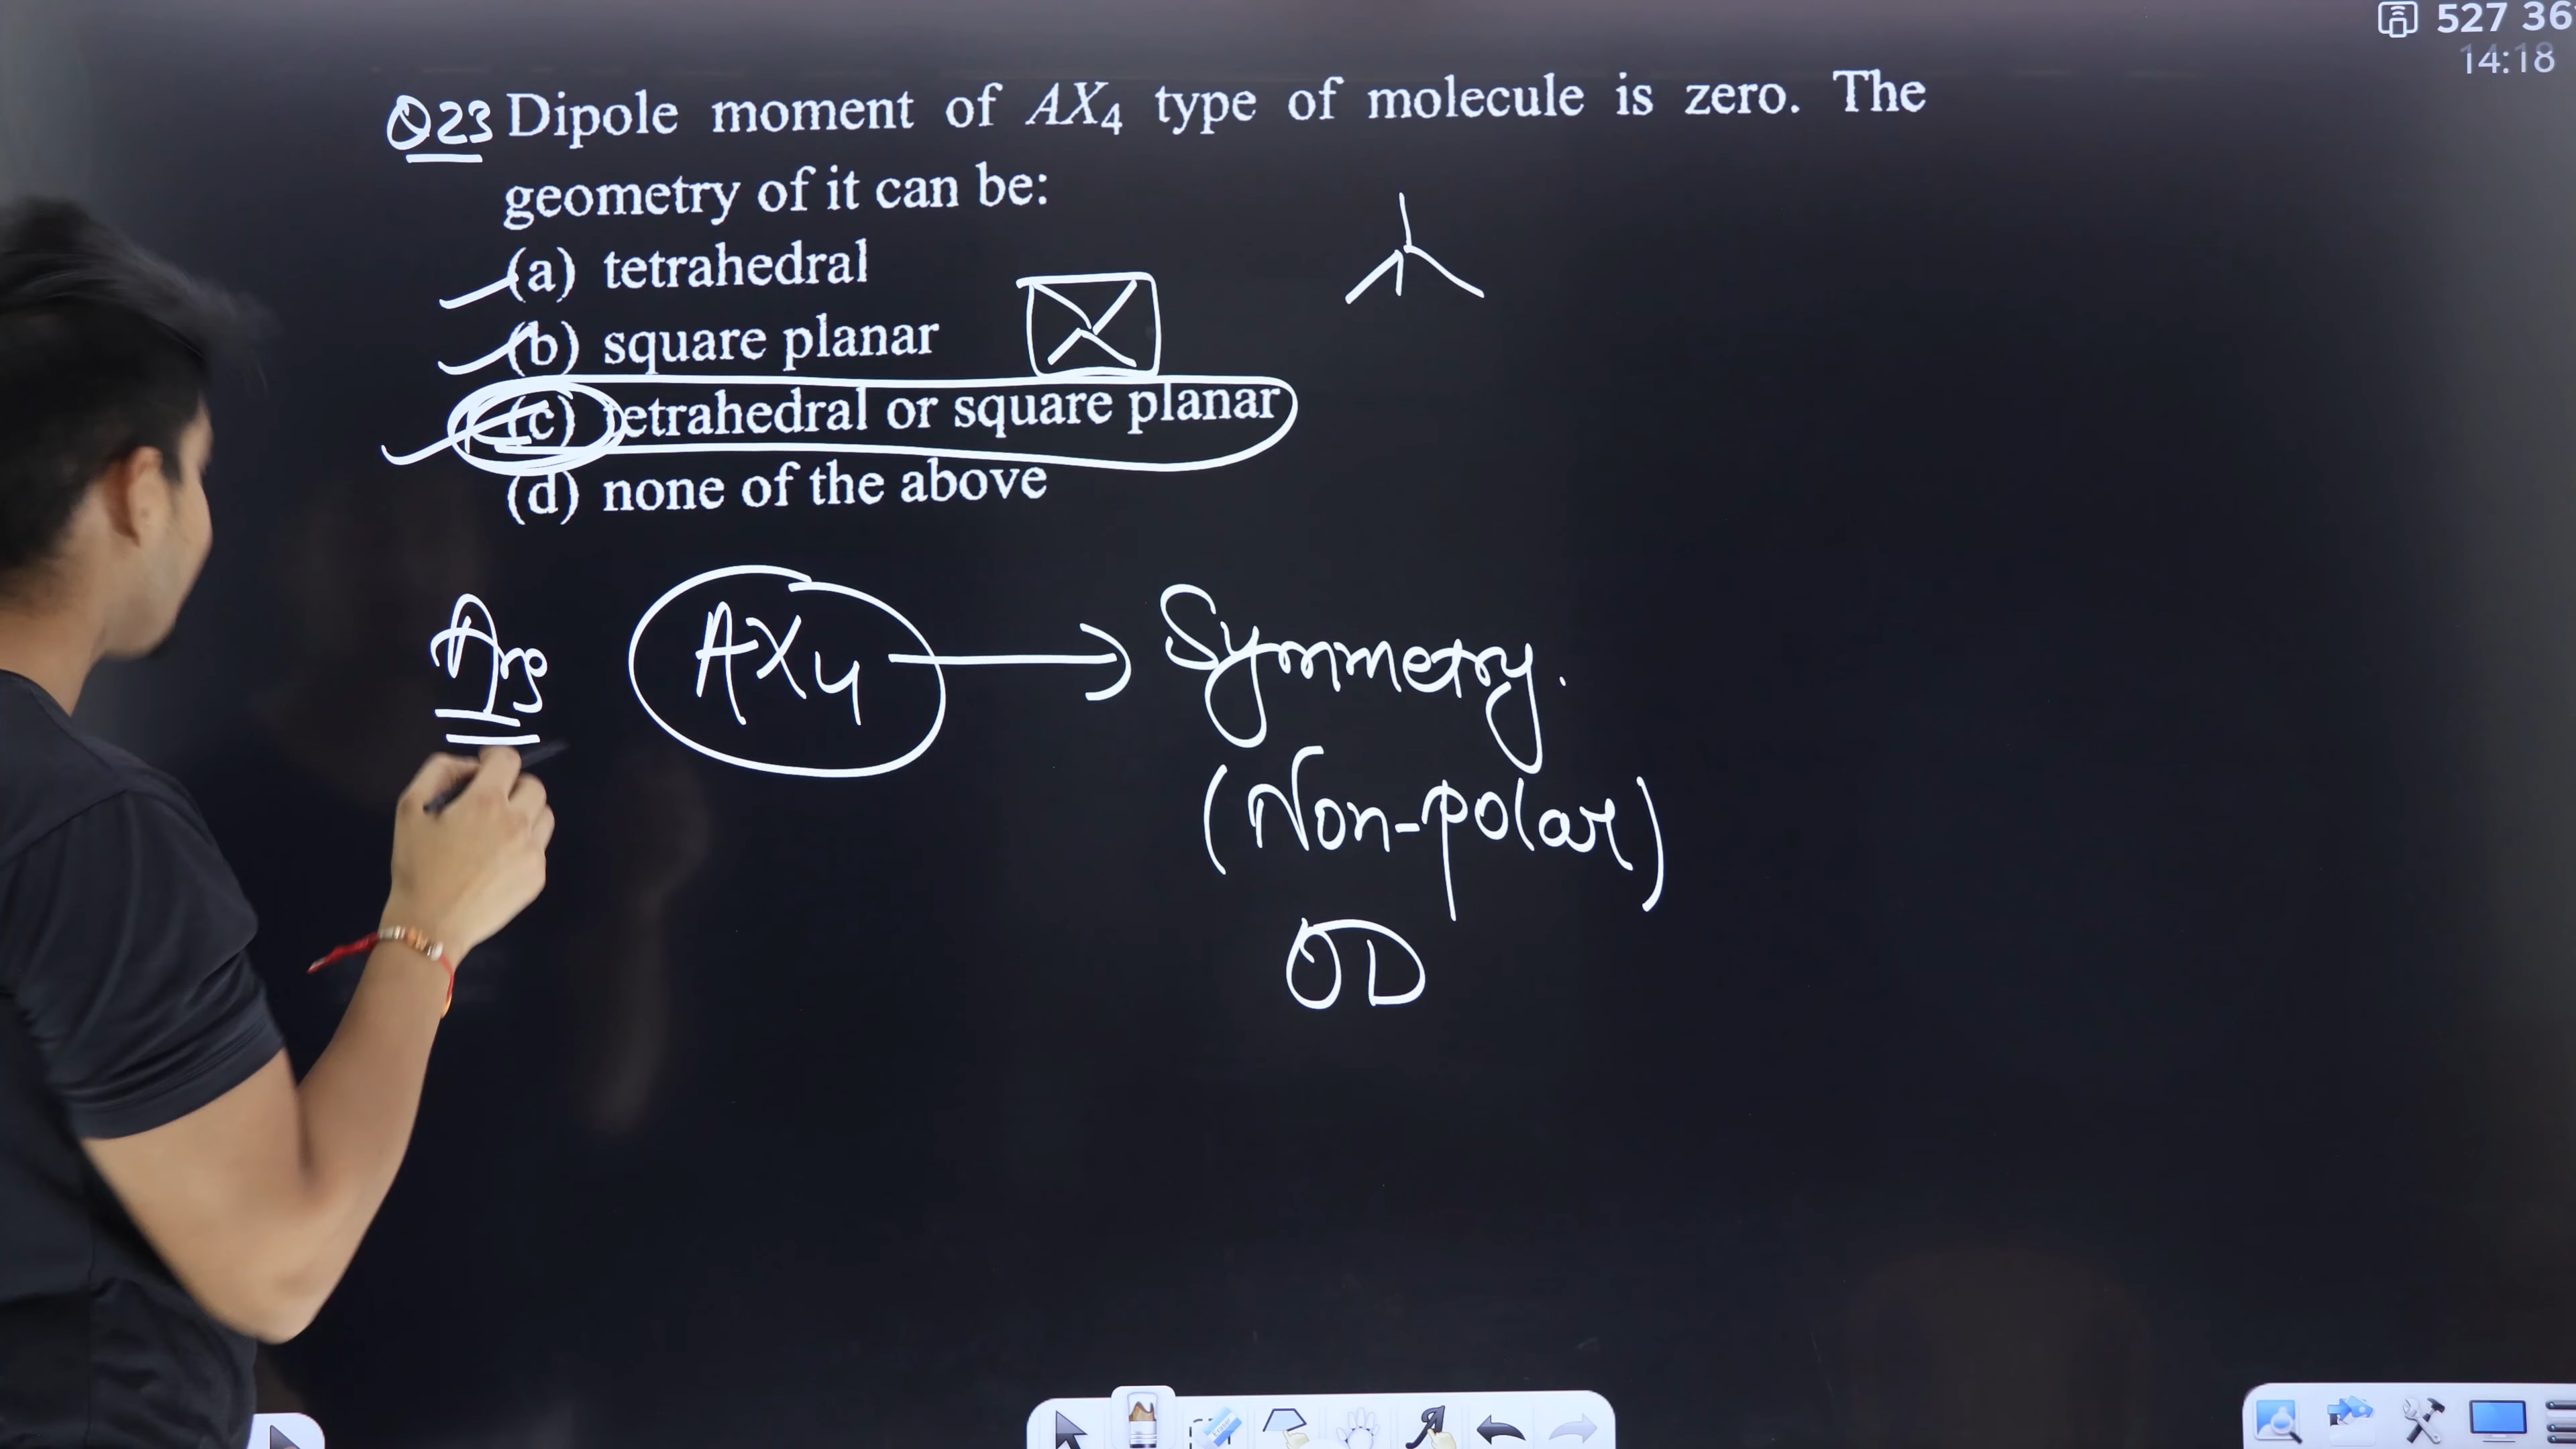 527 36
14:18
Q23 Dipole moment of AX4 type of molecule is zero. The
geometry of it can be:
(a) tetrahedral
(b) square planar
(c) tetrahedral or square planar
(d) none of the above
Ans AX4 → Symmetry.
(Non-polar)
OD